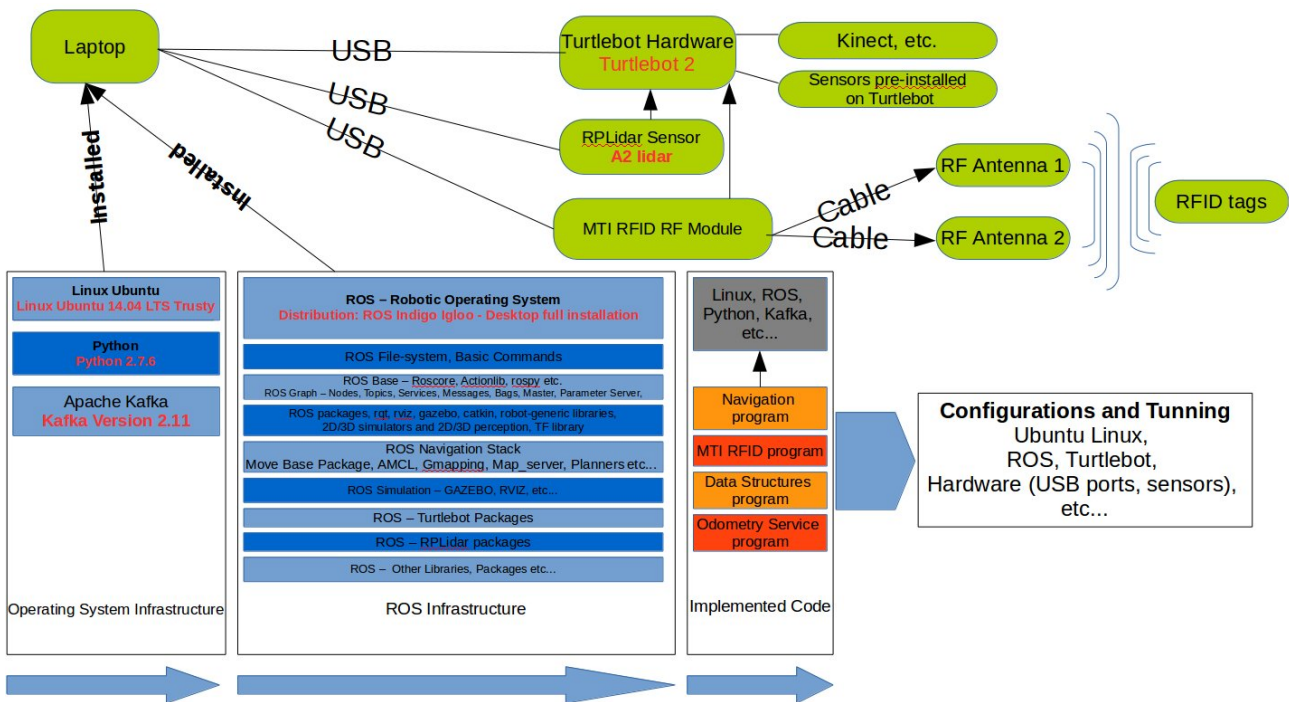 Laptop
USB
USB
USB
Turtlebot Hardware
Turtlebot 2
Kinect, etc.
Sensors pre-installed
on Turtlebot
RPLidar Sensor
A2 lidar
MTI RFID RF Module
Cable
Cable
RF Antenna 1
RF Antenna 2
RFID tags
Installed
Installed
Linux Ubuntu
Linux Ubuntu 14.04 LTS Trusty
Python
Python 2.7.6
Apache Kafka
Kafka Version 2.11
Operating System Infrastructure
ROS – Robotic Operating System
Distribution: ROS Indigo Igloo - Desktop full installation
ROS File-system, Basic Commands
ROS Base – Roscore, Actionlib, rospy etc.
ROS Graph – Nodes, Topics, Services, Messages, Bags, Master, Parameter Server,
ROS packages, rqt, rviz, gazebo, catkin, robot-generic libraries,
2D/3D simulators and 2D/3D perception, TF library
ROS Navigation Stack
Move Base Package, AMCL, Gmapping, Map_server, Planners etc...
ROS Simulation – GAZEBO, RVIZ, etc...
ROS – Turtlebot Packages
ROS – RPLidar packages
ROS – Other Libraries, Packages etc...
ROS Infrastructure
Linux, ROS,
Python, Kafka,
etc...
Navigation
program
MTI RFID program
Data Structures
program
Odometry Service
program
Implemented Code
Configurations and Tunning
Ubuntu Linux,
ROS, Turtlebot,
Hardware (USB ports, sensors),
etc...